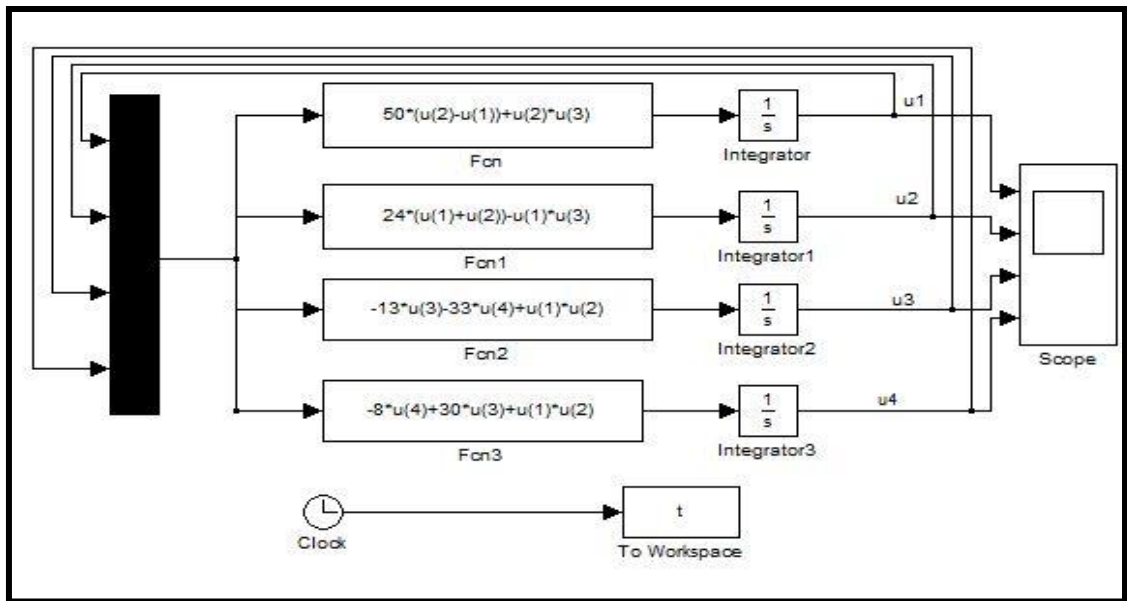 50*(u(2)-u(1))+u(2)*u(3)
Fcn
1
s
Integrator
u1
24*(u(1)+u(2))-u(1)*u(3)
Fcn1
1
s
Integrator1
u2
-13*u(3)-33*u(4)+u(1)*u(2)
Fcn2
1
s
Integrator2
u3
Scope
-8*u(4)+30*u(3)+u(1)*u(2)
Fcn3
1
s
Integrator3
u4
Clock
t
To Workspace